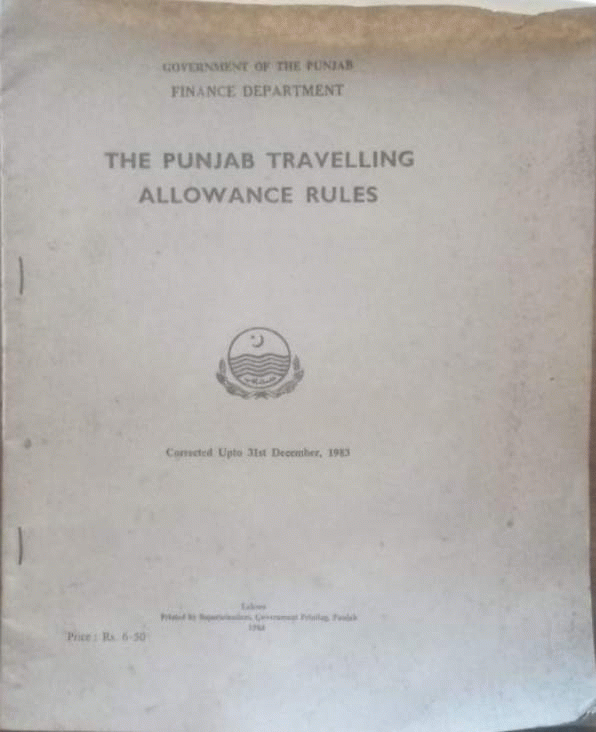 GOVERNMENT OF THE PUNJAB
FINANCE DEPARTMENT
THE PUNJAB TRAVELLING
ALLOWANCE RULES
Corrected Upto 31st December, 1983
Lahore
Printed by Superintendent, Government Printing, Punjab
Price : Rs. 6-50